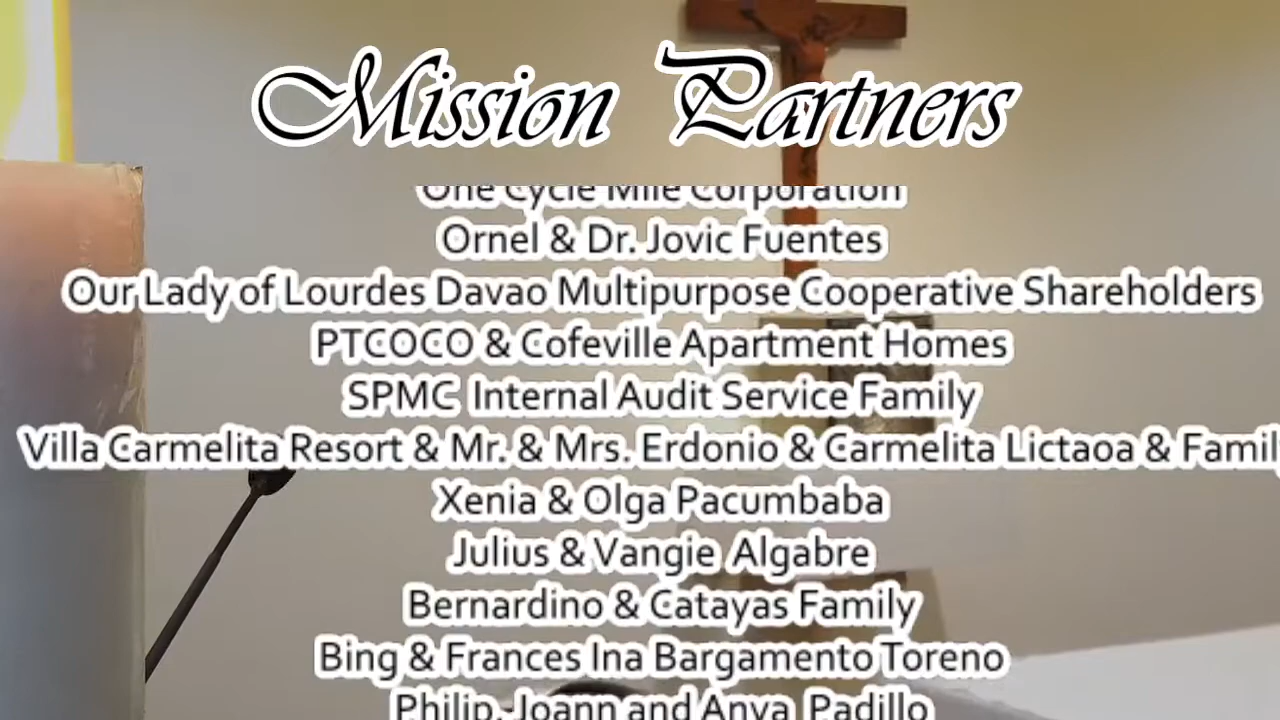 Mission Partners
One Cycle Mile Corporation
Ornel & Dr. Jovic Fuentes
Our Lady of Lourdes Davao Multipurpose Cooperative Shareholders
PTCOCO & Cofeville Apartment Homes
SPMC Internal Audit Service Family
Villa Carmelita Resort & Mr. & Mrs. Erdonio & Carmelita Lictaoa & Famil
Xenia & Olga Pacumbaba
Julius & Vangie Algabre
Bernardino & Catayas Family
Bing & Frances Ina Bargamento Toreno
Philip, Joann and Anya Padillo